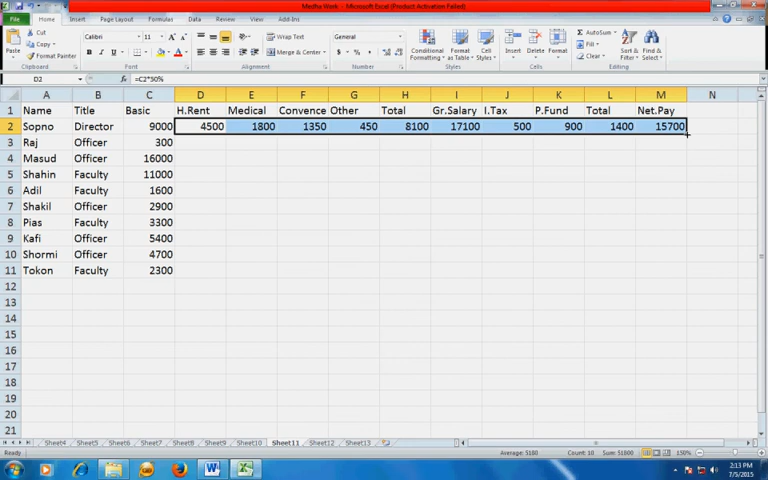 Medha Work - Microsoft Excel (Product Activation Failed)
File Home Insert Page Layout Formulas Data Review View Add-Ins
Paste Cut Copy Format Painter Clipboard
Calibri 11 Font
Wrap Text Merge & Center Alignment
General Number
Conditional Formatting Format as Table Cell Styles Styles
Insert Delete Format Cells
AutoSum Fill Clear Sort & Filter Find & Select Editing
D2 fx =C2*50%
A B C D E F G H I J K L M N O
1 Name Title Basic H.Rent Medical Convence Other Total Gr.Salary I.Tax P.Fund Total Net.Pay
2 Sopno Director 9000 4500 1800 1350 450 8100 17100 500 900 1400 15700
3 Raj Officer 300
4 Masud Officer 16000
5 Shahin Faculty 11000
6 Adil Officer 1600
7 Shakil Officer 2900
8 Pias Faculty 3300
9 Kafi Officer 5400
10 Shormi Officer 4700
11 Tokon Faculty 2300
12
13
14
15
16
17
18
19
20
21
Sheet4 Sheet5 Sheet6 Sheet7 Sheet8 Sheet9 Sheet10 Sheet11 Sheet12 Sheet13
Ready Average: 5180 Count: 10 Sum: 51800 150%
2:13 PM
7/5/2015